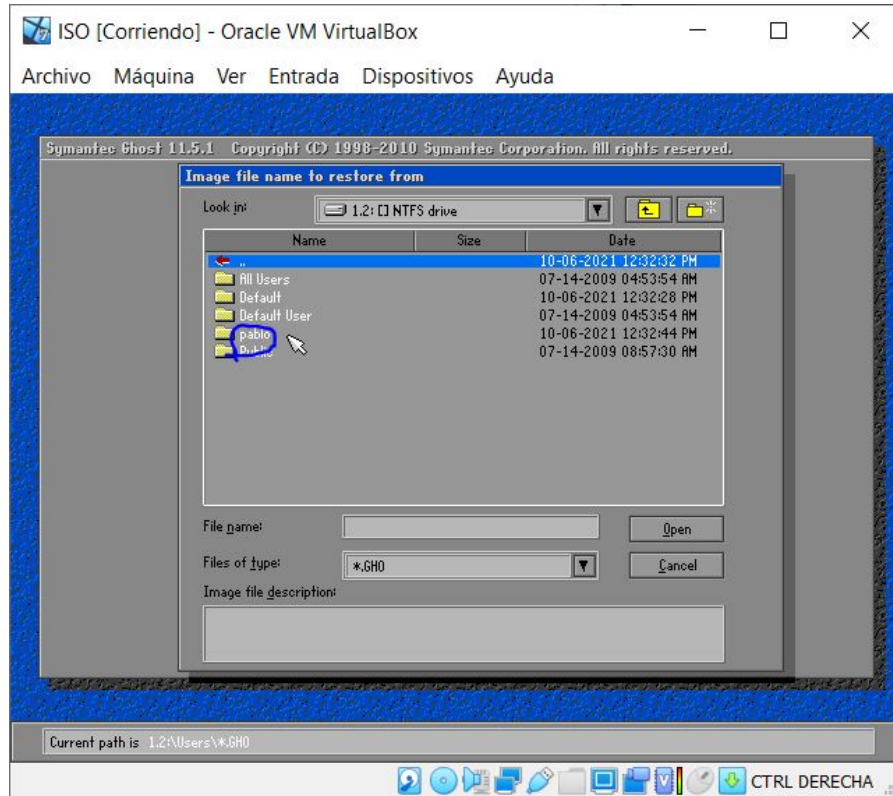 ISO [Corriendo] - Oracle VM VirtualBox
Archivo Máquina Ver Entrada Dispositivos Ayuda
Symantec Ghost 11.5.1 Copyright (C) 1998-2010 Symantec Corporation. All rights reserved.
Image file name to restore from
Look in: 1.2: [] NTFS drive
Name Size Date
.. 10-06-2021 12:32:32 PM
All Users 07-14-2009 04:53:54 AM
Default 10-06-2021 12:32:28 PM
Default User 07-14-2009 04:53:54 AM
pablo 10-06-2021 12:32:44 PM
Public 07-14-2009 08:57:30 AM
File name: Open
Files of type: *.GHO Cancel
Image file description:
Current path is 1.2:\Users\*.GHO
CTRL DERECHA